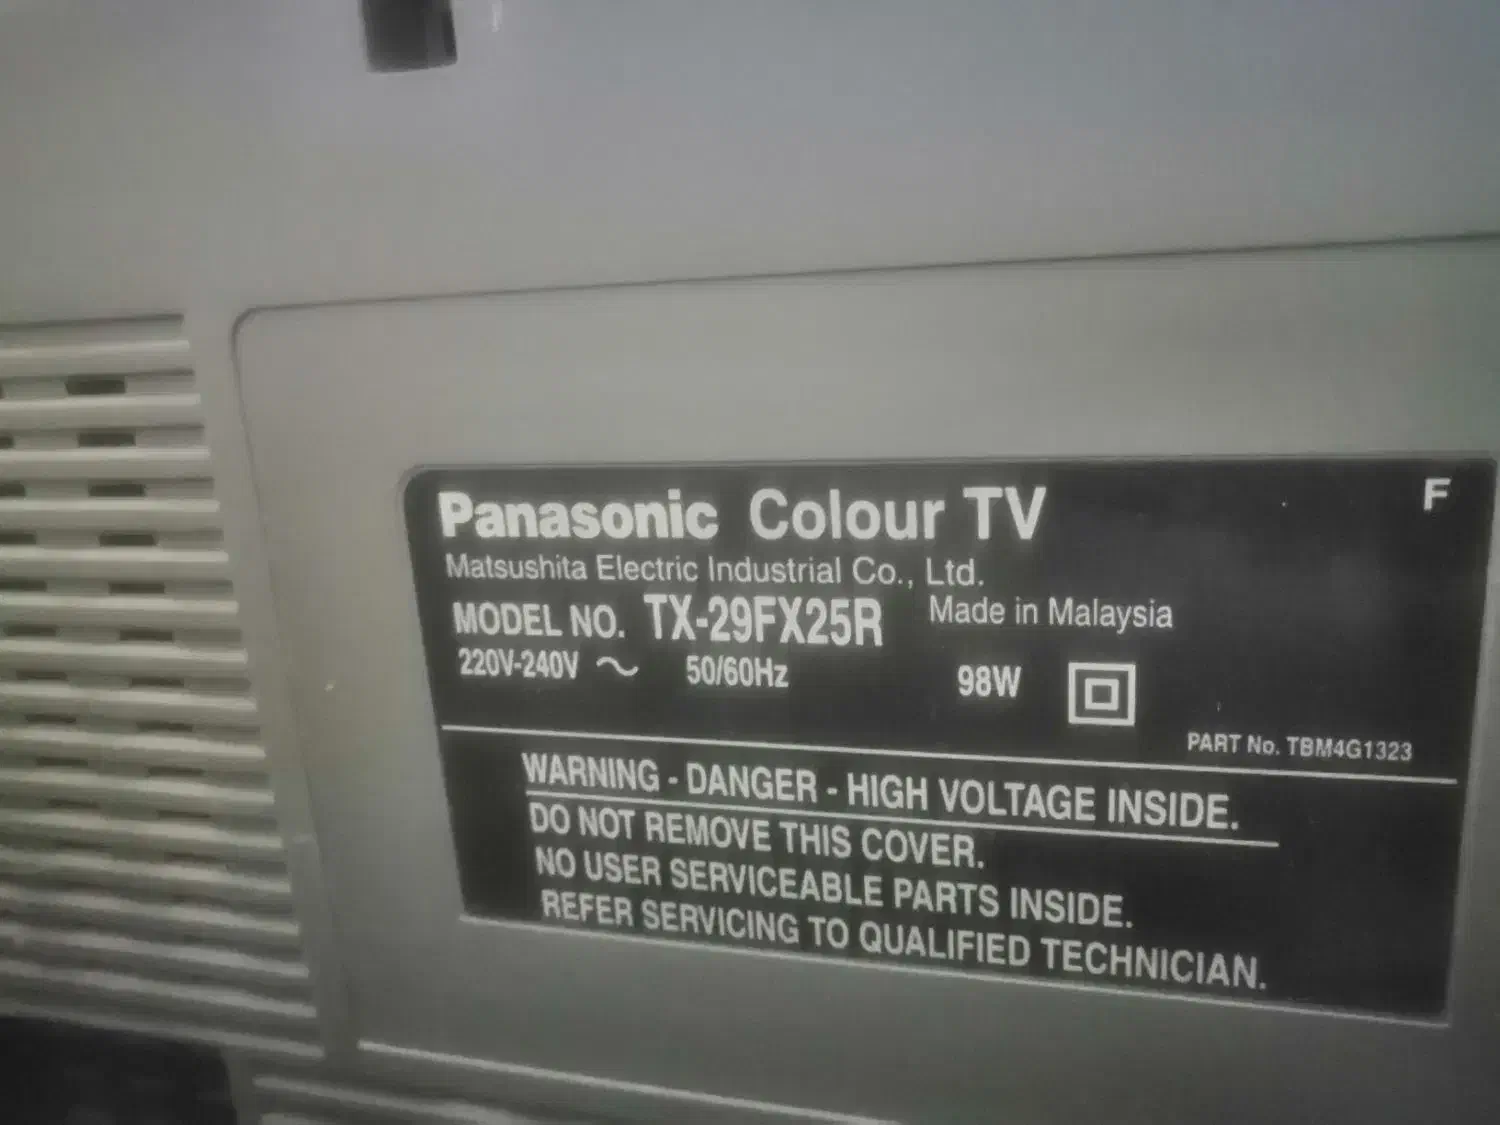 Panasonic Colour TV F
Matsushita Electric Industrial Co., Ltd.
MODEL NO. TX-29FX25R Made in Malaysia
220V-240V ~ 50/60Hz 98W
PART No. TBM4G1323
WARNING - DANGER - HIGH VOLTAGE INSIDE.
DO NOT REMOVE THIS COVER.
NO USER SERVICEABLE PARTS INSIDE.
REFER SERVICING TO QUALIFIED TECHNICIAN.